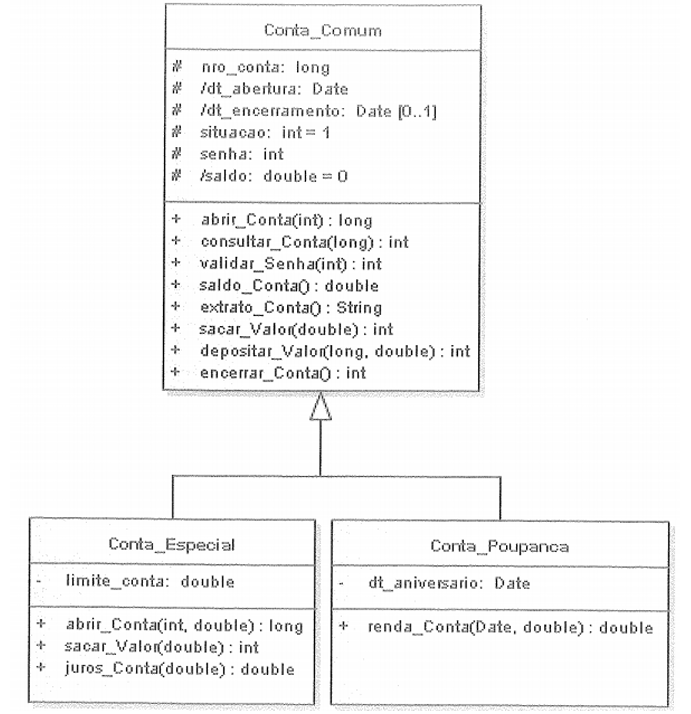 Conta_Comum
# nro_conta: long
# /dt_abertura: Date
# /dt_encerramento: Date [0..1]
# situacao: int = 1
# senha: int
# /saldo: double = 0
+ abrir_Conta(int) : long
+ consultar_Conta(long) : int
+ validar_Senha(int) : int
+ saldo_Conta() : double
+ extrato_Conta() : String
+ sacar_Valor(double) : int
+ depositar_Valor(long, double) : int
+ encerrar_Conta() : int
Conta_Especial
- limite_conta: double
+ abrir_Conta(int, double) : long
+ sacar_Valor(double) : int
+ juros_Conta(double) : double
Conta_Poupanca
- dt_aniversario: Date
+ renda_Conta(Date, double) : double